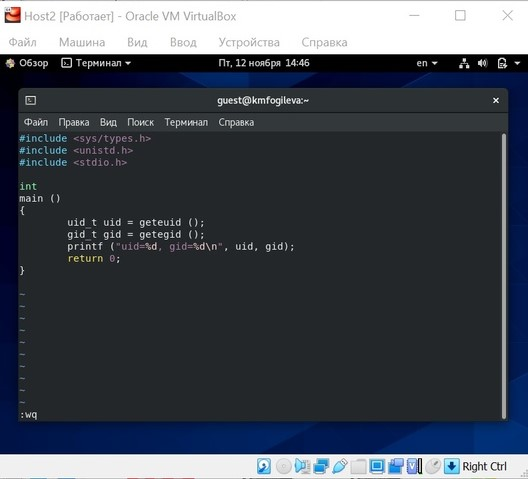 Host2 [Работает] - Oracle VM VirtualBox
Файл Машина Вид Ввод Устройства Справка
Обзор Терминал Пт, 12 ноября 14:46 en
guest@kmfogileva:~
Файл Правка Вид Поиск Терминал Справка
#include <sys/types.h>
#include <unistd.h>
#include <stdio.h>
int
main ()
{
uid_t uid = geteuid ();
gid_t gid = getegid ();
printf ("uid=%d, gid=%d\n", uid, gid);
return 0;
}
~
~
~
~
~
~
~
~
~
~
:wq
Right Ctrl